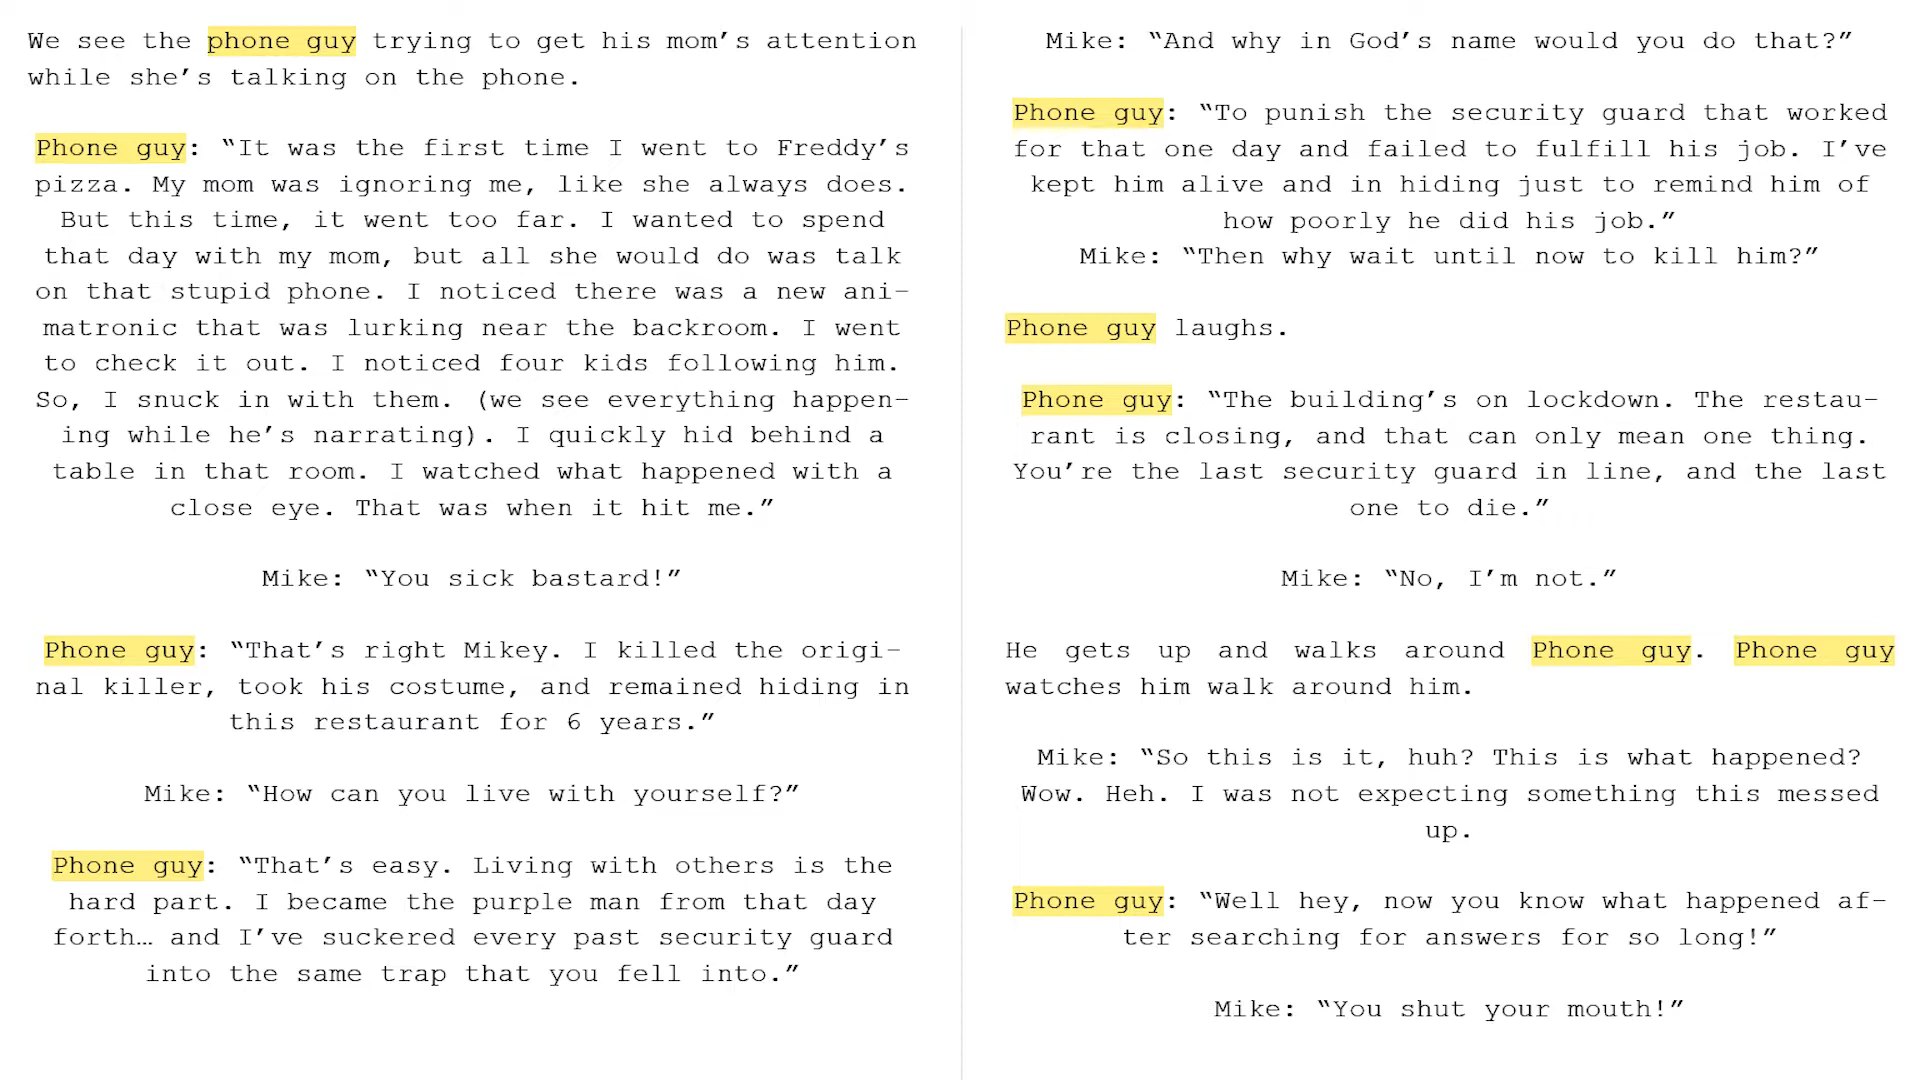 We see the phone guy trying to get his mom’s attention
while she’s talking on the phone.
Phone guy: “It was the first time I went to Freddy’s
pizza. My mom was ignoring me, like she always does.
But this time, it went too far. I wanted to spend
that day with my mom, but all she would do was talk
on that stupid phone. I noticed there was a new ani-
matronic that was lurking near the backroom. I went
to check it out. I noticed four kids following him.
So, I snuck in with them. (we see everything happen-
ing while he’s narrating). I quickly hid behind a
table in that room. I watched what happened with a
close eye. That was when it hit me.”
Mike: “You sick bastard!”
Phone guy: “That’s right Mikey. I killed the origi-
nal killer, took his costume, and remained hiding in
this restaurant for 6 years.”
Mike: “How can you live with yourself?”
Phone guy: “That’s easy. Living with others is the
hard part. I became the purple man from that day
forth… and I’ve suckered every past security guard
into the same trap that you fell into.”
Mike: “And why in God’s name would you do that?”
Phone guy: “To punish the security guard that worked
for that one day and failed to fulfill his job. I’ve
kept him alive and in hiding just to remind him of
how poorly he did his job.”
Mike: “Then why wait until now to kill him?”
Phone guy laughs.
Phone guy: “The building’s on lockdown. The restau-
rant is closing, and that can only mean one thing.
You’re the last security guard in line, and the last
one to die.”
Mike: “No, I’m not.”
He gets up and walks around Phone guy. Phone guy
watches him walk around him.
Mike: “So this is it, huh? This is what happened?
Wow. Heh. I was not expecting something this messed
up.
Phone guy: “Well hey, now you know what happened af-
ter searching for answers for so long!”
Mike: “You shut your mouth!”